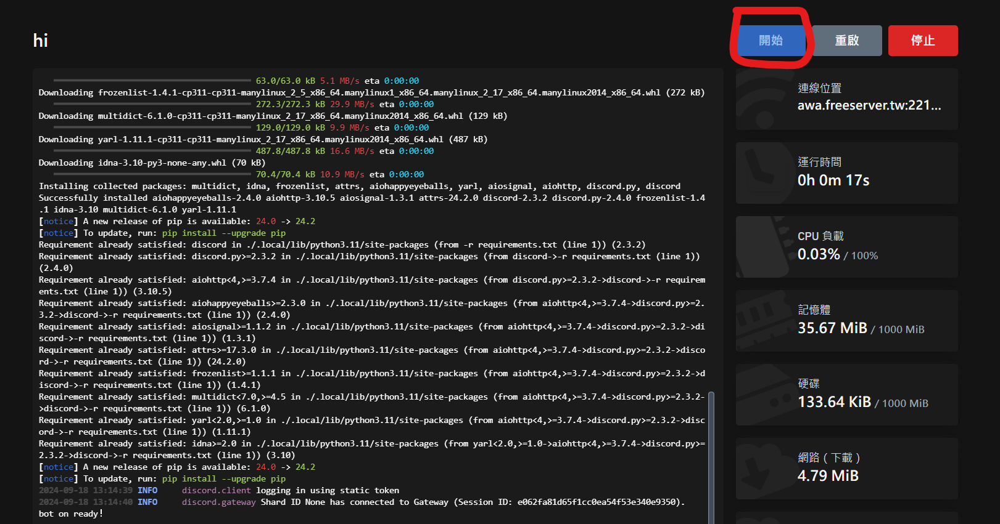 hi
開始
重啟
停止
63.0/63.0 kB 5.1 MB/s eta 0:00:00
Downloading frozenlist-1.4.1-cp311-cp311-manylinux_2_5_x86_64.manylinux1_x86_64.manylinux_2_17_x86_64.manylinux2014_x86_64.whl (272 kB)
272.3/272.3 kB 29.9 MB/s eta 0:00:00
Downloading multidict-6.1.0-cp311-cp311-manylinux_2_17_x86_64.manylinux2014_x86_64.whl (129 kB)
129.0/129.0 kB 9.9 MB/s eta 0:00:00
Downloading yarl-1.11.1-cp311-cp311-manylinux_2_17_x86_64.manylinux2014_x86_64.whl (487 kB)
487.8/487.8 kB 16.6 MB/s eta 0:00:00
Downloading idna-3.10-py3-none-any.whl (70 kB)
70.4/70.4 kB 10.9 MB/s eta 0:00:00
Installing collected packages: multidict, idna, frozenlist, attrs, aiohappyeyeballs, yarl, aiosignal, aiohttp, discord.py, discord
Successfully installed aiohappyeyeballs-2.4.0 aiohttp-3.10.5 aiosignal-1.3.1 attrs-24.2.0 discord-2.3.2 discord.py-2.4.0 frozenlist-1.4
.1 idna-3.10 multidict-6.1.0 yarl-1.11.1
[notice] A new release of pip is available: 24.0 -> 24.2
[notice] To update, run: pip install --upgrade pip
Requirement already satisfied: discord in ./.local/lib/python3.11/site-packages (from -r requirements.txt (line 1)) (2.3.2)
Requirement already satisfied: discord.py>=2.3.2 in ./.local/lib/python3.11/site-packages (from discord->-r requirements.txt (line 1))
(2.4.0)
Requirement already satisfied: aiohttp<4,>=3.7.4 in ./.local/lib/python3.11/site-packages (from discord.py>=2.3.2->discord->-r requirem
ents.txt (line 1)) (3.10.5)
Requirement already satisfied: aiohappyeyeballs>=2.3.0 in ./.local/lib/python3.11/site-packages (from aiohttp<4,>=3.7.4->discord.py>=2.
3.2->discord->-r requirements.txt (line 1)) (2.4.0)
Requirement already satisfied: aiosignal>=1.1.2 in ./.local/lib/python3.11/site-packages (from aiohttp<4,>=3.7.4->discord.py>=2.3.2->di
scord->-r requirements.txt (line 1)) (1.3.1)
Requirement already satisfied: attrs>=17.3.0 in ./.local/lib/python3.11/site-packages (from aiohttp<4,>=3.7.4->discord.py>=2.3.2->disco
rd->-r requirements.txt (line 1)) (24.2.0)
Requirement already satisfied: frozenlist>=1.1.1 in ./.local/lib/python3.11/site-packages (from aiohttp<4,>=3.7.4->discord.py>=2.3.2->d
iscord->-r requirements.txt (line 1)) (1.4.1)
Requirement already satisfied: multidict<7.0,>=4.5 in ./.local/lib/python3.11/site-packages (from aiohttp<4,>=3.7.4->discord.py>=2.3.2-
>discord->-r requirements.txt (line 1)) (6.1.0)
Requirement already satisfied: yarl<2.0,>=1.0 in ./.local/lib/python3.11/site-packages (from aiohttp<4,>=3.7.4->discord.py>=2.3.2->disc
ord->-r requirements.txt (line 1)) (1.11.1)
Requirement already satisfied: idna>=2.0 in ./.local/lib/python3.11/site-packages (from yarl<2.0,>=1.0->aiohttp<4,>=3.7.4->discord.py>=
2.3.2->discord->-r requirements.txt (line 1)) (3.10)
[notice] A new release of pip is available: 24.0 -> 24.2
[notice] To update, run: pip install --upgrade pip
2024-09-18 13:14:39 INFO discord.client logging in using static token
2024-09-18 13:14:40 INFO discord.gateway Shard ID None has connected to Gateway (Session ID: e062fa81d65f1cc0ea54f53e340e9350).
bot on ready!
連線位置
awa.freeserver.tw:221...
運行時間
0h 0m 17s
CPU 負載
0.03% / 100%
記憶體
35.67 MiB / 1000 MiB
硬碟
133.64 KiB / 1000 MiB
網路（下載）
4.79 MiB